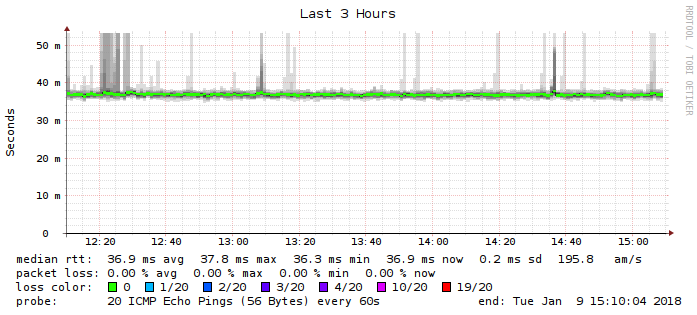 Last 3 Hours
RRDTOOL / TOBI OETIKER
Seconds
50 m
40 m
30 m
20 m
10 m
0
12:20 12:40 13:00 13:20 13:40 14:00 14:20 14:40 15:00
median rtt: 36.9 ms avg 37.8 ms max 36.3 ms min 36.9 ms now 0.2 ms sd 195.8 am/s
packet loss: 0.00 % avg 0.00 % max 0.00 % min 0.00 % now
loss color: 0 1/20 2/20 3/20 4/20 10/20 19/20
probe: 20 ICMP Echo Pings (56 Bytes) every 60s end: Tue Jan 9 15:10:04 2018